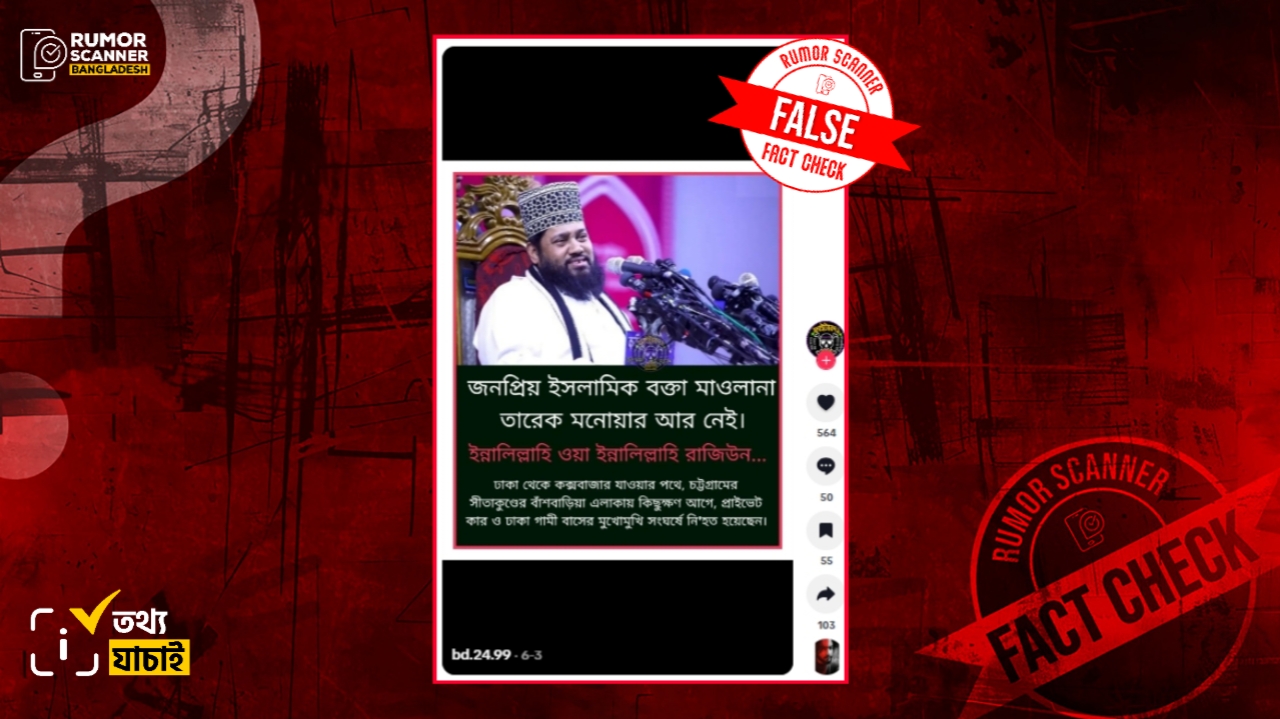 RUMOR
SCANNER
BANGLADESH
RUMOR SCANNER
FALSE
FACT CHECK
জনপ্রিয় ইসলামিক বক্তা মাওলানা
তারেক মনোয়ার আর নেই।
ইন্নালিল্লাহি ওয়া ইন্নালিল্লাহি রাজিউন...
ঢাকা থেকে কক্সবাজার যাওয়ার পথে, চট্টগ্রামের
সীতাকুণ্ডের বাঁশবাড়িয়া এলাকায় কিছুক্ষণ আগে, প্রাইভেট
কার ও ঢাকা গামী বাসের মুখোমুখি সংঘর্ষে নি*হত হয়েছেন।
564
50
55
103
bd.24.99 · 6-3
তথ্য
যাচাই
RUMOR SCANNER
FACT CHECK